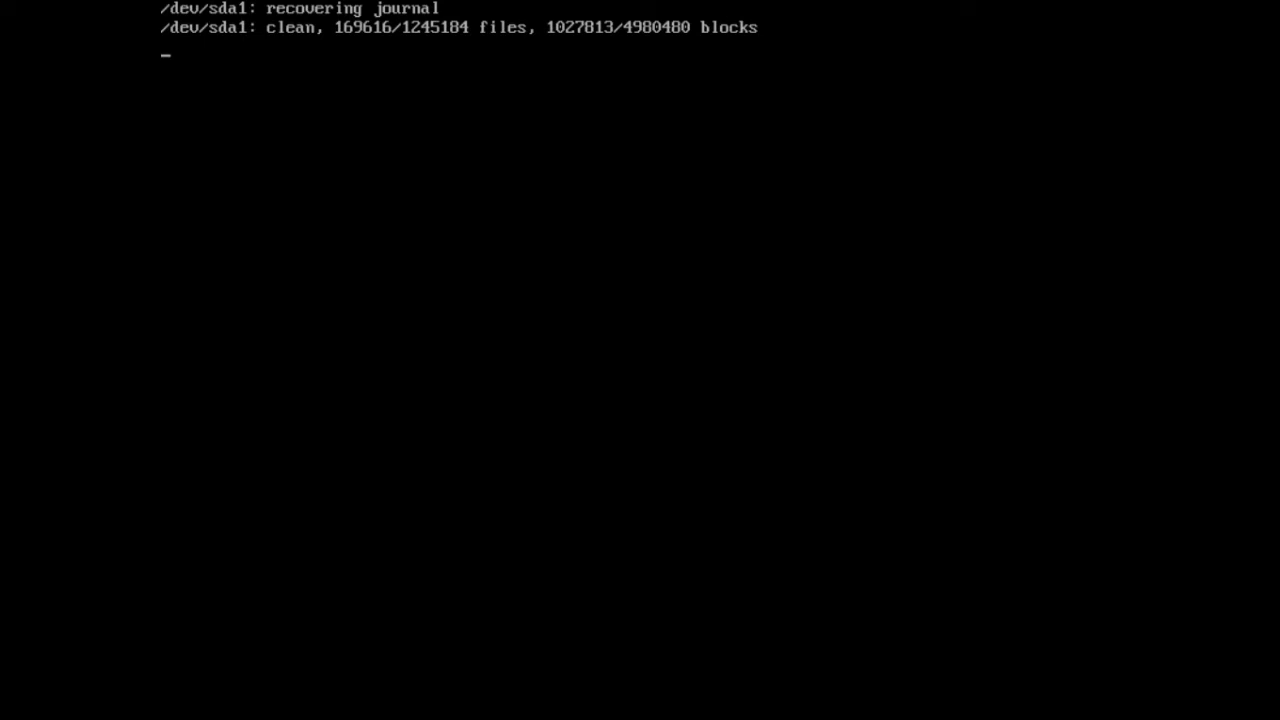 /dev/sda1: recovering journal
/dev/sda1: clean, 169616/1245184 files, 1027813/4980480 blocks
_